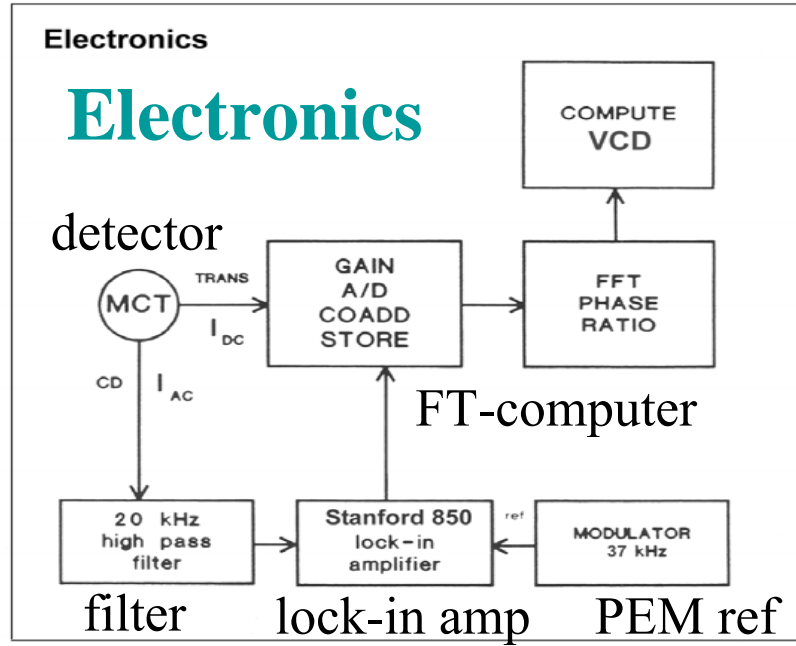 Electronics
Electronics
COMPUTE
VCD
detector
MCT
TRANS
I DC
GAIN
A/D
COADD
STORE
FFT
PHASE
RATIO
CD
I AC
FT-computer
20 kHz
high pass
filter
Stanford 850
lock-in
amplifier
ref
MODULATOR
37 kHz
filter
lock-in amp
PEM ref